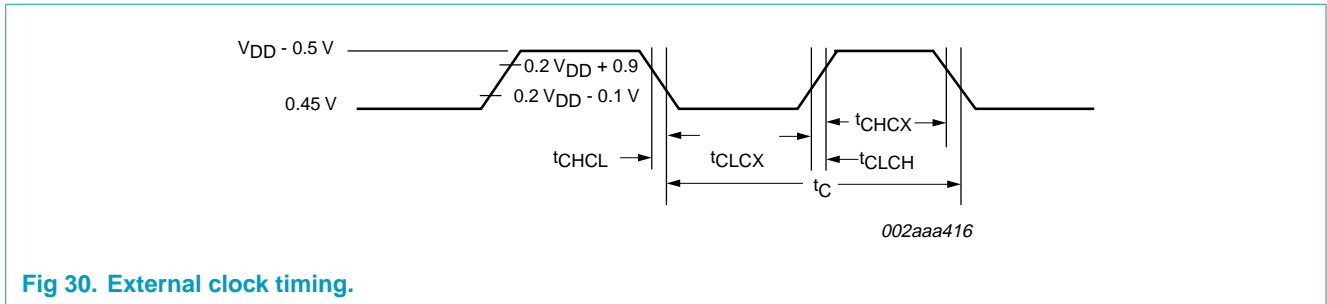 VDD - 0.5 V
0.2 VDD + 0.9
0.2 VDD - 0.1 V
0.45 V
tCHCX
tCHCL
tCLCX
tCLCH
tC
002aaa416
Fig 30. External clock timing.